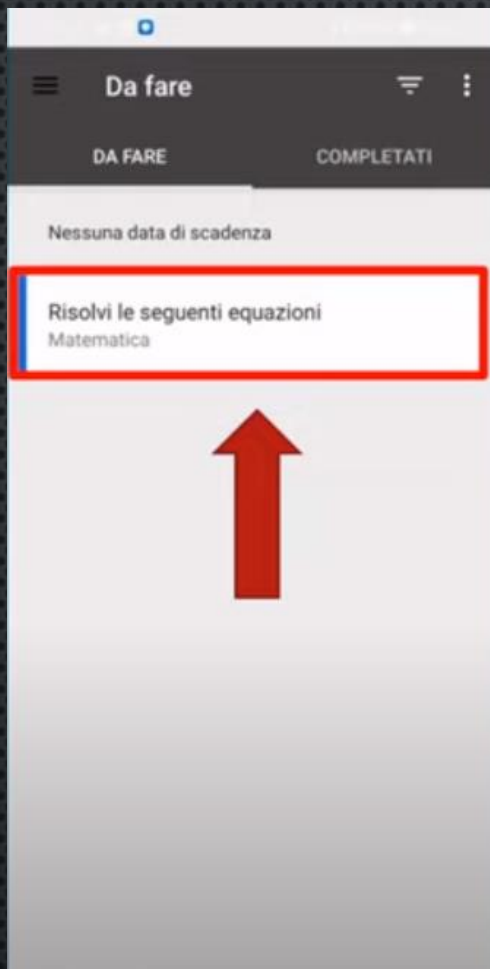 Da fare
DA FARE COMPLETATI
Nessuna data di scadenza
Risolvi le seguenti equazioni
Matematica